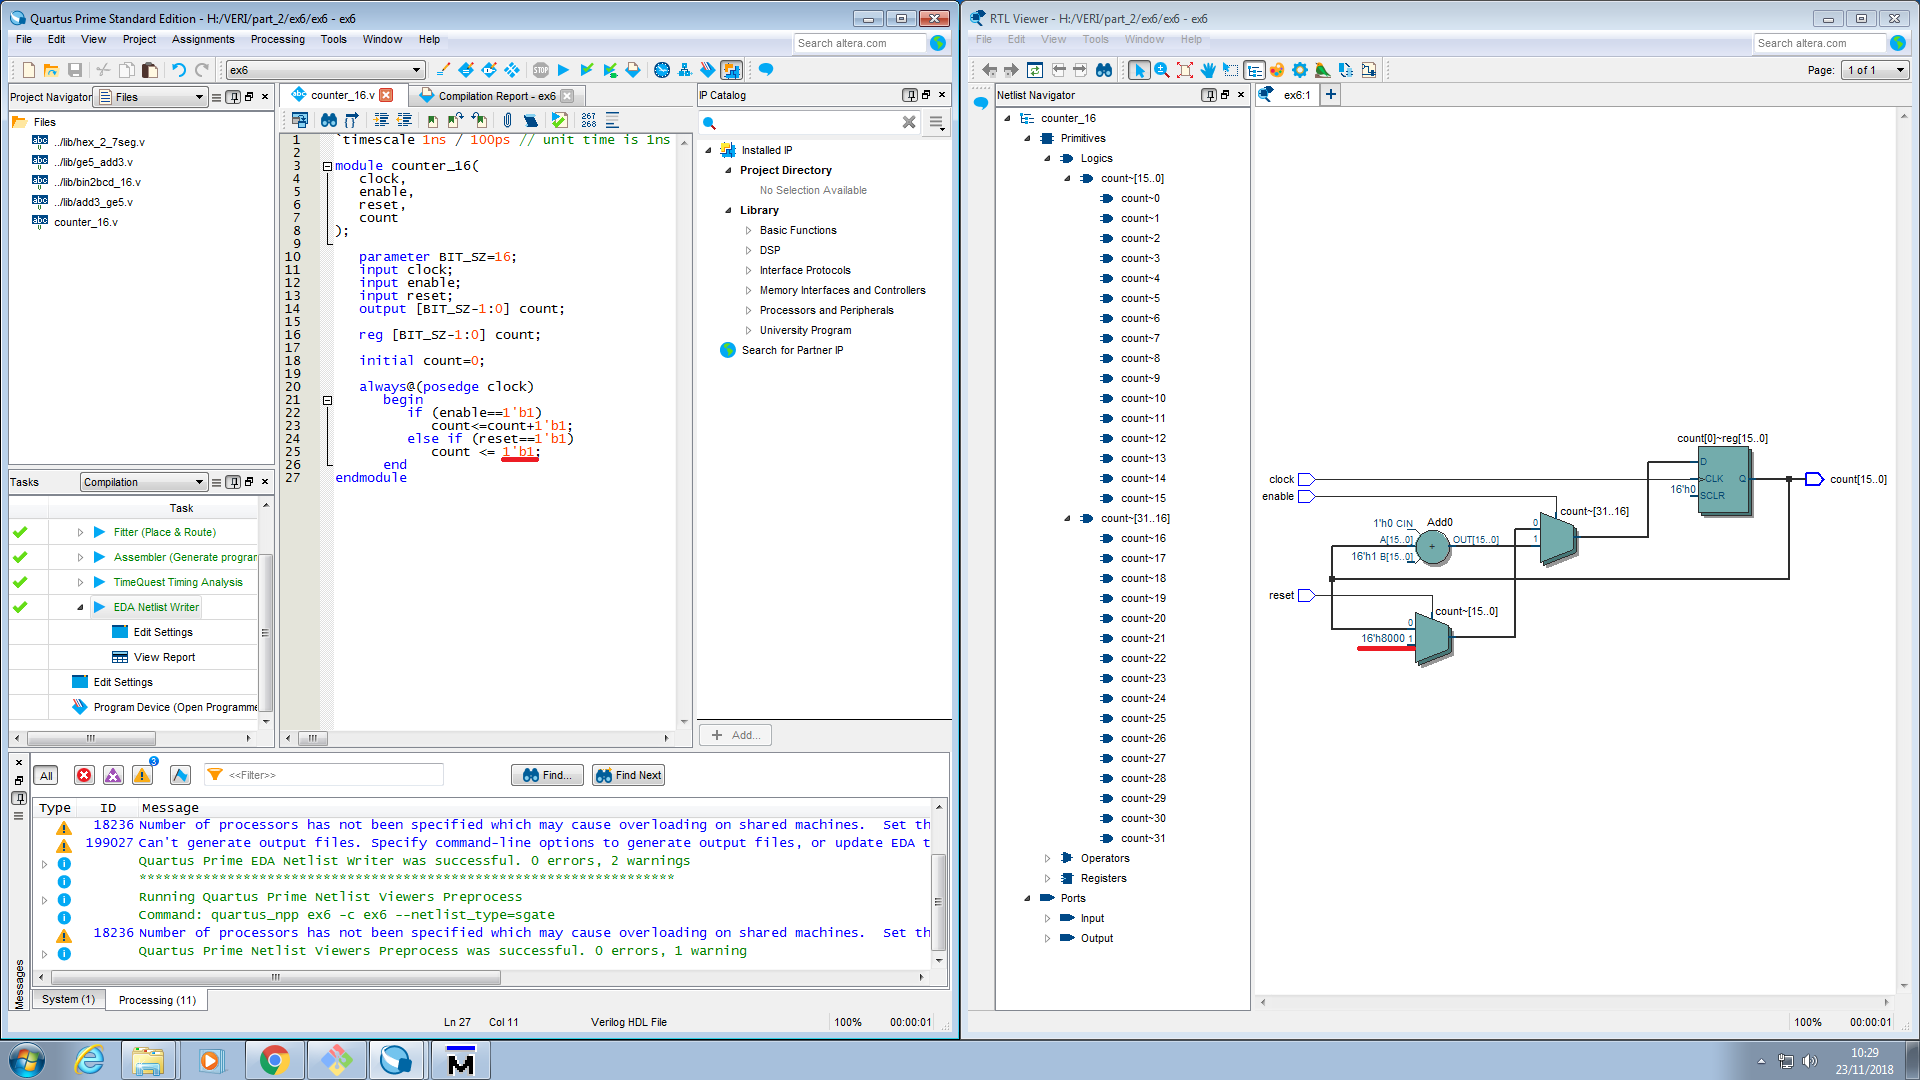 Quartus Prime Standard Edition - H:/VERI/part_2/ex6/ex6 - ex6
File Edit View Project Assignments Processing Tools Window Help
Search altera.com
ex6
Project Navigator Files
Files
../lib/hex_2_7seg.v
../lib/ge5_add3.v
../lib/bin2bcd_16.v
../lib/add3_ge5.v
counter_16.v
Tasks Compilation
Task
Fitter (Place & Route)
Assembler (Generate progran
TimeQuest Timing Analysis
EDA Netlist Writer
Edit Settings
View Report
Edit Settings
Program Device (Open Programme
counter_16.v
Compilation Report - ex6
267
268
1 `timescale 1ns / 100ps // unit time is 1ns
2
3 module counter_16(
4 clock,
5 enable,
6 reset,
7 count
8 );
9
10 parameter BIT_SZ=16;
11 input clock;
12 input enable;
13 input reset;
14 output [BIT_SZ-1:0] count;
15
16 reg [BIT_SZ-1:0] count;
17
18 initial count=0;
19
20 always@(posedge clock)
21 begin
22 if (enable==1'b1)
23 count<=count+1'b1;
24 else if (reset==1'b1)
25 count <= 1'b1;
26 end
27 endmodule
IP Catalog
Installed IP
Project Directory
No Selection Available
Library
Basic Functions
DSP
Interface Protocols
Memory Interfaces and Controllers
Processors and Peripherals
University Program
Search for Partner IP
+ Add...
All
3
<<Filter>>
Find...
Find Next
Type ID Message
18236 Number of processors has not been specified which may cause overloading on shared machines. Set th
199027 Can't generate output files. Specify command-line options to generate output files, or update EDA t
Quartus Prime EDA Netlist Writer was successful. 0 errors, 2 warnings
*******************************************************************
Running Quartus Prime Netlist Viewers Preprocess
Command: quartus_npp ex6 -c ex6 --netlist_type=sgate
18236 Number of processors has not been specified which may cause overloading on shared machines. Set th
Quartus Prime Netlist Viewers Preprocess was successful. 0 errors, 1 warning
Messages
System (1)
Processing (11)
Ln 27 Col 11 Verilog HDL File 100% 00:00:01
RTL Viewer - H:/VERI/part_2/ex6/ex6 - ex6
File Edit View Tools Window Help
Search altera.com
Page: 1 of 1
Netlist Navigator
ex6:1
counter_16
Primitives
Logics
count~[15..0]
count~0
count~1
count~2
count~3
count~4
count~5
count~6
count~7
count~8
count~9
count~10
count~11
count~12
count~13
count~14
count~15
count~[31..16]
count~16
count~17
count~18
count~19
count~20
count~21
count~22
count~23
count~24
count~25
count~26
count~27
count~28
count~29
count~30
count~31
Operators
Registers
Ports
Input
Output
count[0]~reg[15..0]
D
clock
CLK Q
count[15..0]
16'h0 SCLR
enable
count~[31..16]
1'h0 CIN Add0
0
A[15..0] + OUT[15..0] 1
16'h1 B[15..0]
reset
count~[15..0]
0
16'h8000 1
100% 00:00:01
10:29
23/11/2018